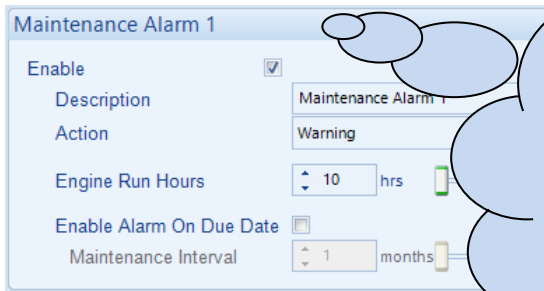 Maintenance Alarm 1
Enable
Description Maintenance Alarm 1
Action Warning
Engine Run Hours 10 hrs
Enable Alarm On Due Date
Maintenance Interval 1 months